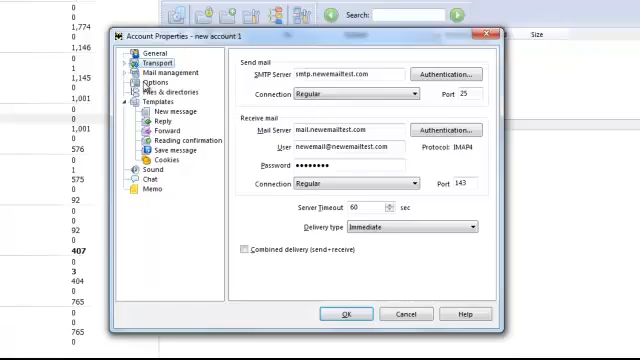 Search:
Size
1,774
0
1,146
0
1
1,145
0
1,001
0
0
1,001
576
0
575
0
92
0
92
0
407
0
3
404
0
765
0
0
765
0
Account Properties - new account 1
General
Transport
Mail management
Options
Files & directories
Templates
New message
Reply
Forward
Reading confirmation
Save message
Cookies
Sound
Chat
Memo
Send mail
SMTP Server smtp.newemailtest.com Authentication...
Connection Regular Port 25
Receive mail
Mail Server mail.newemailtest.com Authentication...
User newemail@newemailtest.com Protocol: IMAP4
Password ••••••••
Connection Regular Port 143
Server Timeout 60 sec
Delivery type Immediate
Combined delivery (send+receive)
OK Cancel Help